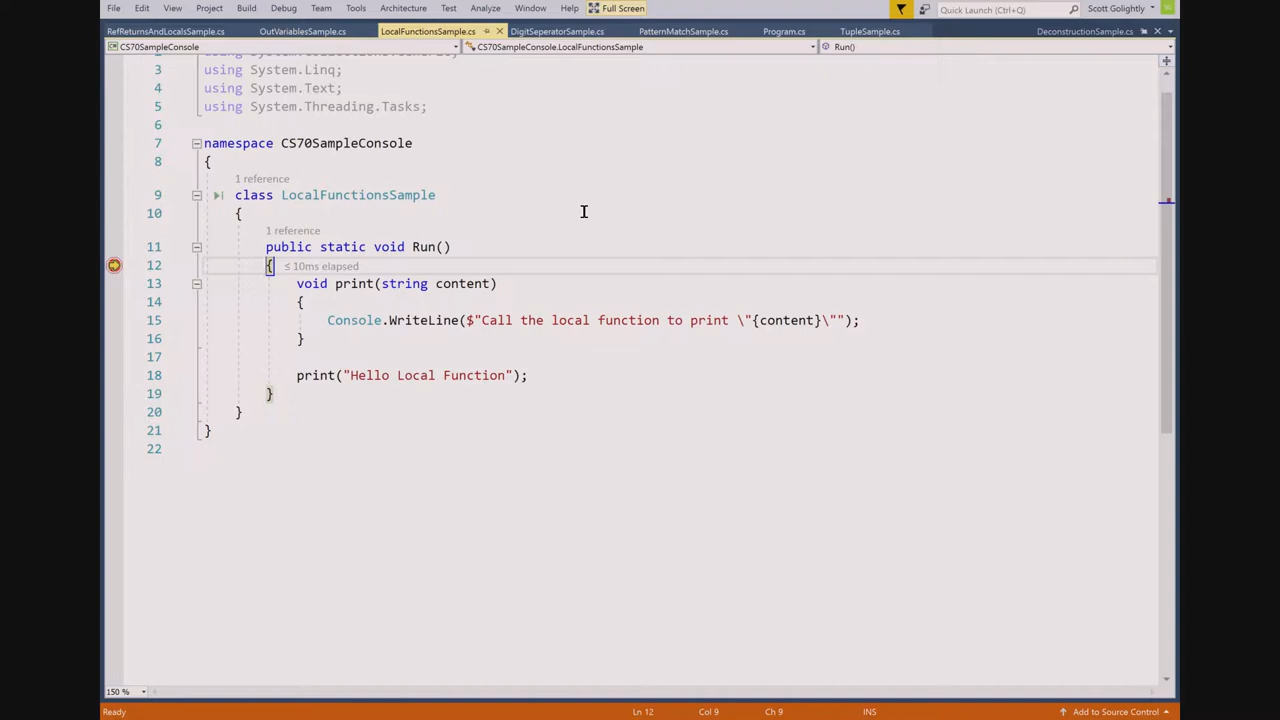 File Edit View Project Build Debug Team Tools Architecture Test Analyze Window Help Full Screen Quick Launch (Ctrl+Q) Scott Golightly SG
RefReturnsAndLocalsSample.cs OutVariablesSample.cs LocalFunctionsSample.cs DigitSeperatorSample.cs PatternMatchSample.cs Program.cs TupleSample.cs DeconstructionSample.cs
CS70SampleConsole CS70SampleConsole.LocalFunctionsSample Run()
3 using System.Linq;
4 using System.Text;
5 using System.Threading.Tasks;
6
7 namespace CS70SampleConsole
8 {
1 reference
9 class LocalFunctionsSample
10 {
1 reference
11 public static void Run()
12 { ≤ 10ms elapsed
13 void print(string content)
14 {
15 Console.WriteLine($"Call the local function to print \"{content}\"");
16 }
17
18 print("Hello Local Function");
19 }
20 }
21 }
22
150 %
Ready Ln 12 Col 9 Ch 9 INS Add to Source Control